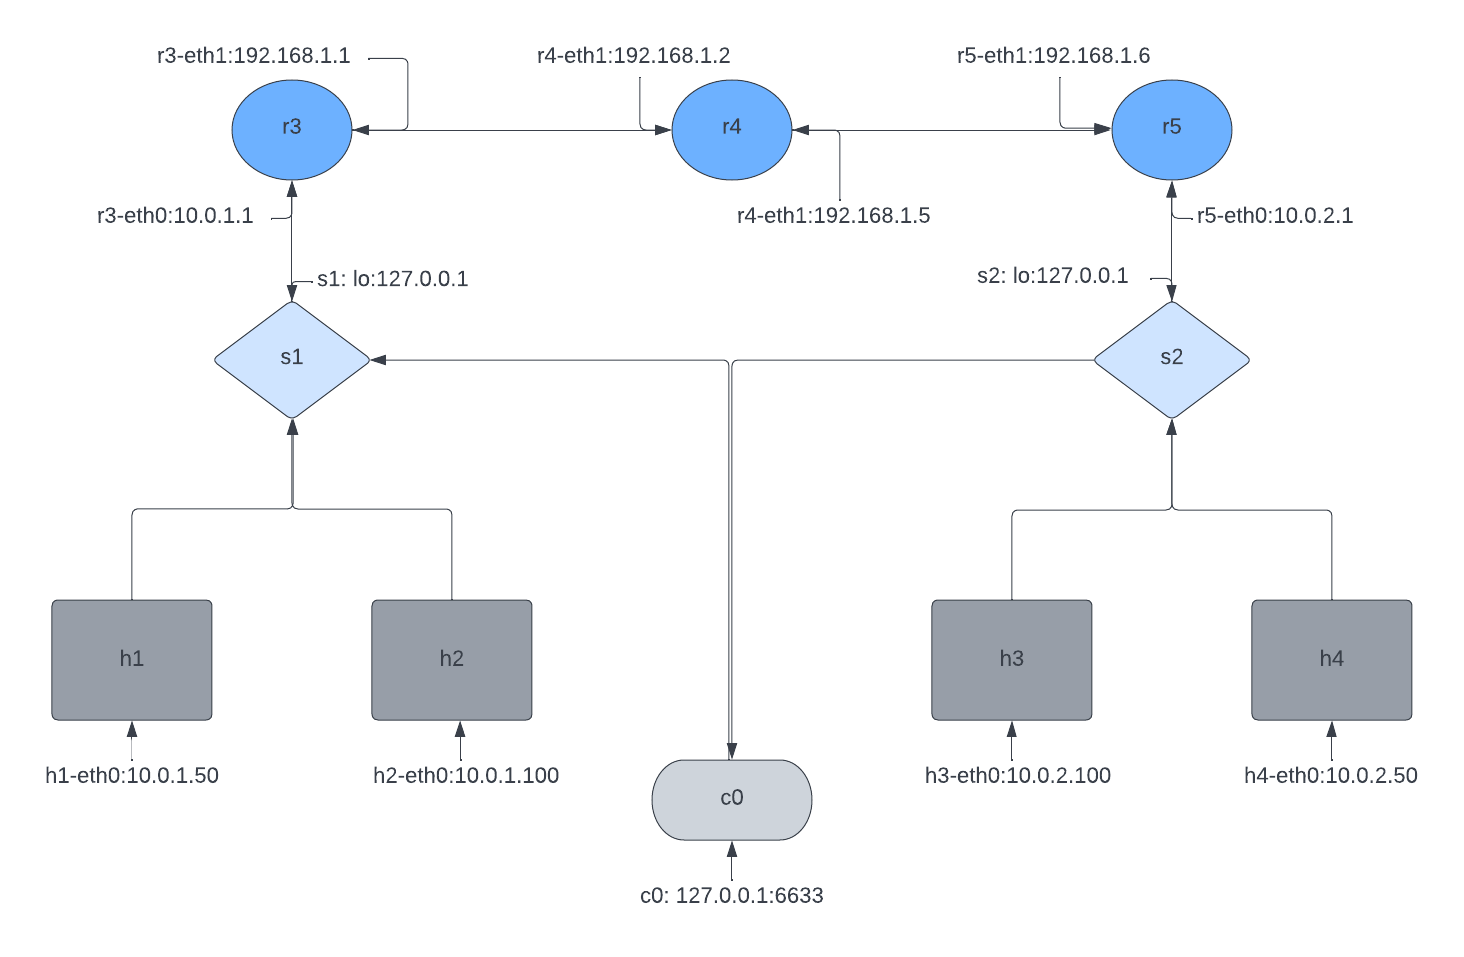 r3-eth1:192.168.1.1
r4-eth1:192.168.1.2
r5-eth1:192.168.1.6
r3
r4
r5
r3-eth0:10.0.1.1
r4-eth1:192.168.1.5
r5-eth0:10.0.2.1
s1: lo:127.0.0.1
s2: lo:127.0.0.1
s1
s2
h1
h2
h3
h4
h1-eth0:10.0.1.50
h2-eth0:10.0.1.100
h3-eth0:10.0.2.100
h4-eth0:10.0.2.50
c0
c0: 127.0.0.1:6633